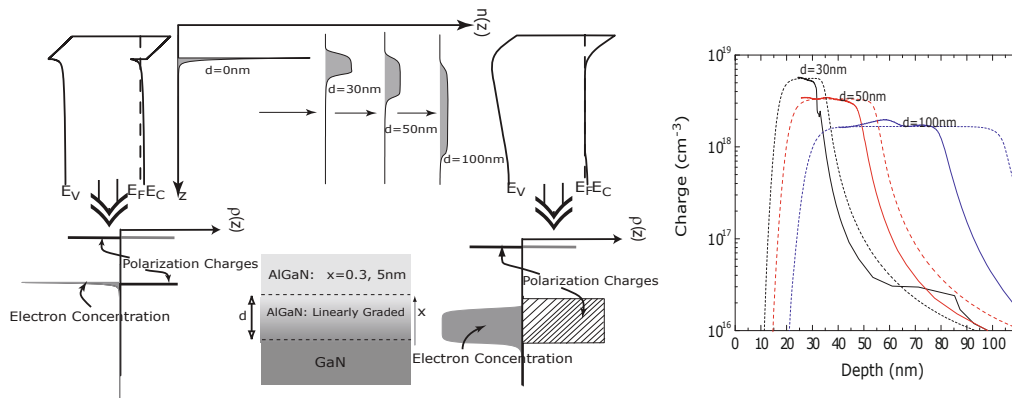 n(z)
d=0nm
d=30nm
d=50nm
d=100nm
E_V
E_F E_C
z
E_V
E_F E_C
ρ(z)
Polarization Charges
Electron Concentration
AlGaN: x=0.3, 5nm
d
AlGaN: Linearly Graded
x
GaN
ρ(z)
Polarization Charges
Electron Concentration
Charge (cm^-3)
10^19
10^18
10^17
10^16
d=30nm
d=50nm
d=100nm
0 10 20 30 40 50 60 70 80 90 100
Depth (nm)